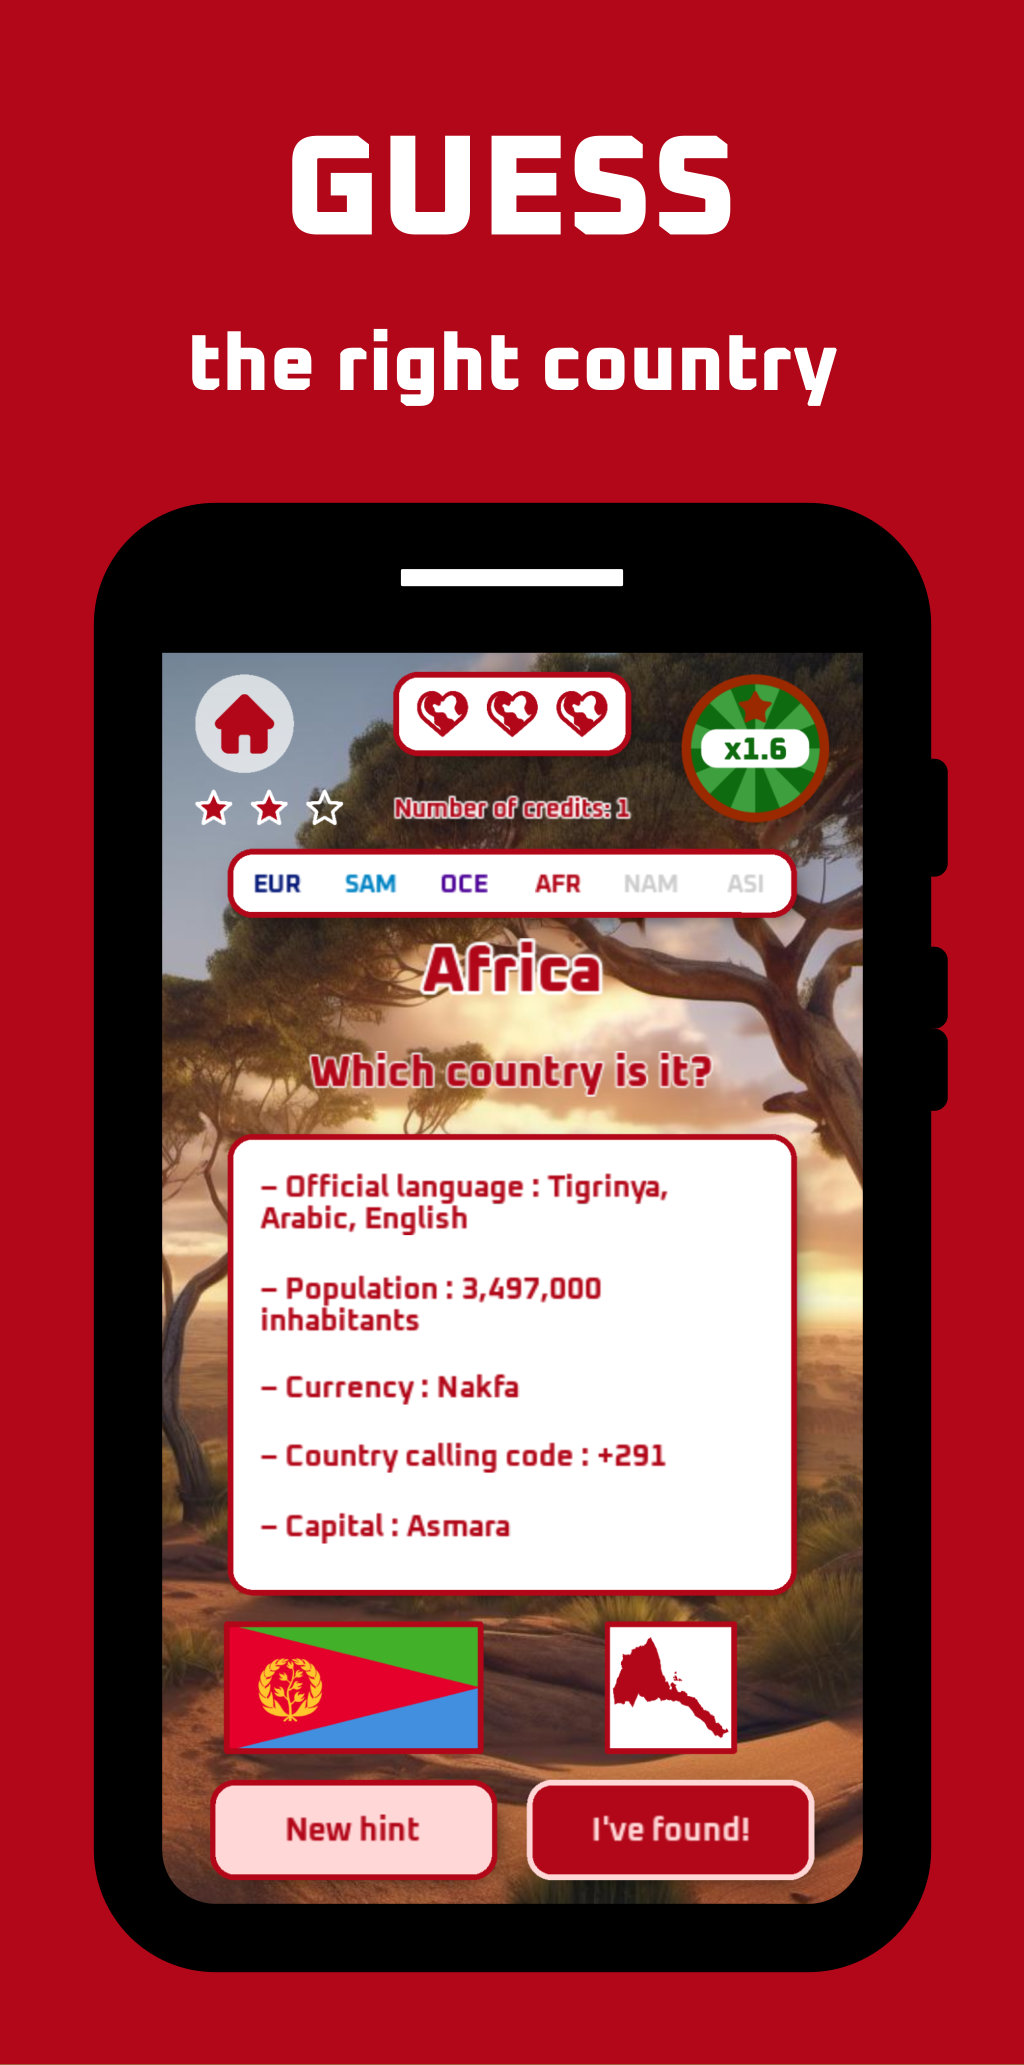 GUESS
the right country
x1.6
Number of credits: 1
EUR SAM OCE AFR NAM ASI
Africa
Which country is it?
– Official language : Tigrinya,
Arabic, English
– Population : 3,497,000
inhabitants
– Currency : Nakfa
– Country calling code : +291
– Capital : Asmara
New hint I've found!